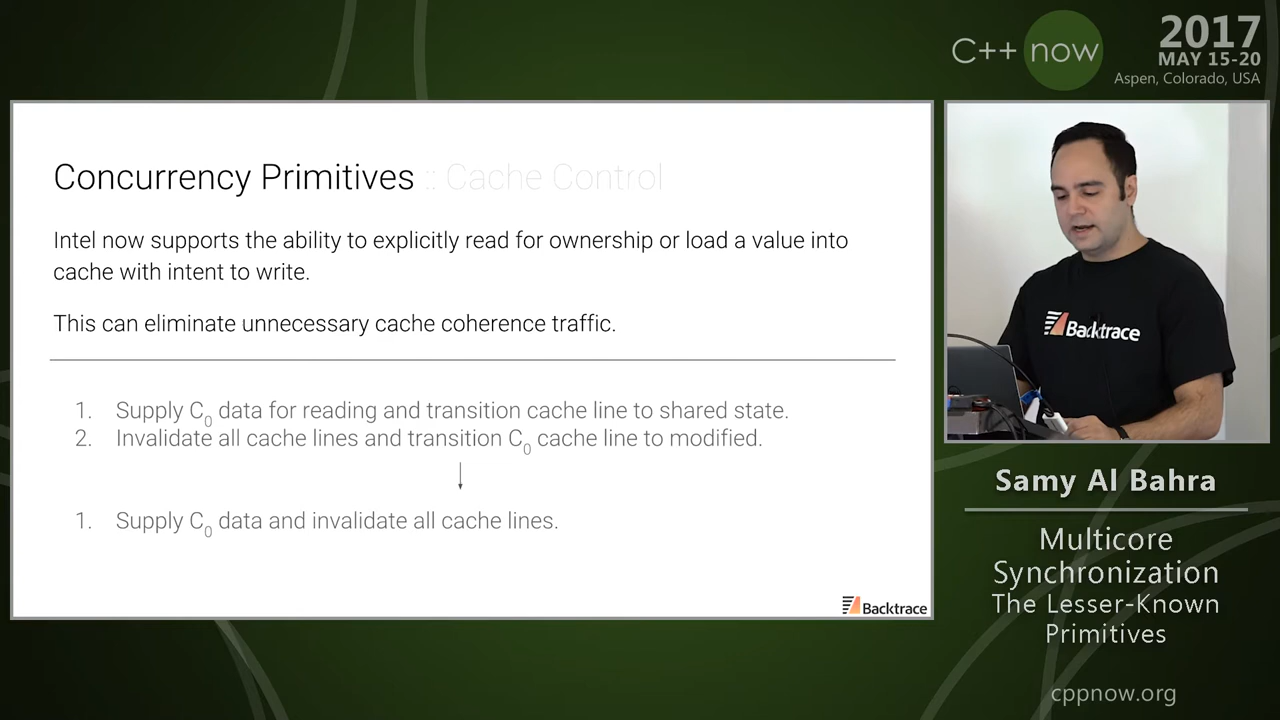 C++ now
2017
MAY 15-20
Aspen, Colorado, USA
Concurrency Primitives :: Cache Control
Intel now supports the ability to explicitly read for ownership or load a value into
cache with intent to write.
This can eliminate unnecessary cache coherence traffic.
1. Supply C0 data for reading and transition cache line to shared state.
2. Invalidate all cache lines and transition C0 cache line to modified.
↓
1. Supply C0 data and invalidate all cache lines.
Backtrace
Backtrace
Samy Al Bahra
Multicore
Synchronization
The Lesser-Known
Primitives
cppnow.org